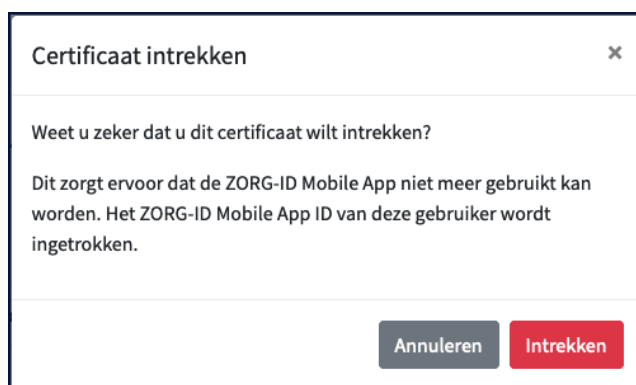 Certificaat intrekken ×
Weet u zeker dat u dit certificaat wilt intrekken?
Dit zorgt ervoor dat de ZORG-ID Mobile App niet meer gebruikt kan
worden. Het ZORG-ID Mobile App ID van deze gebruiker wordt
ingetrokken.
Annuleren Intrekken